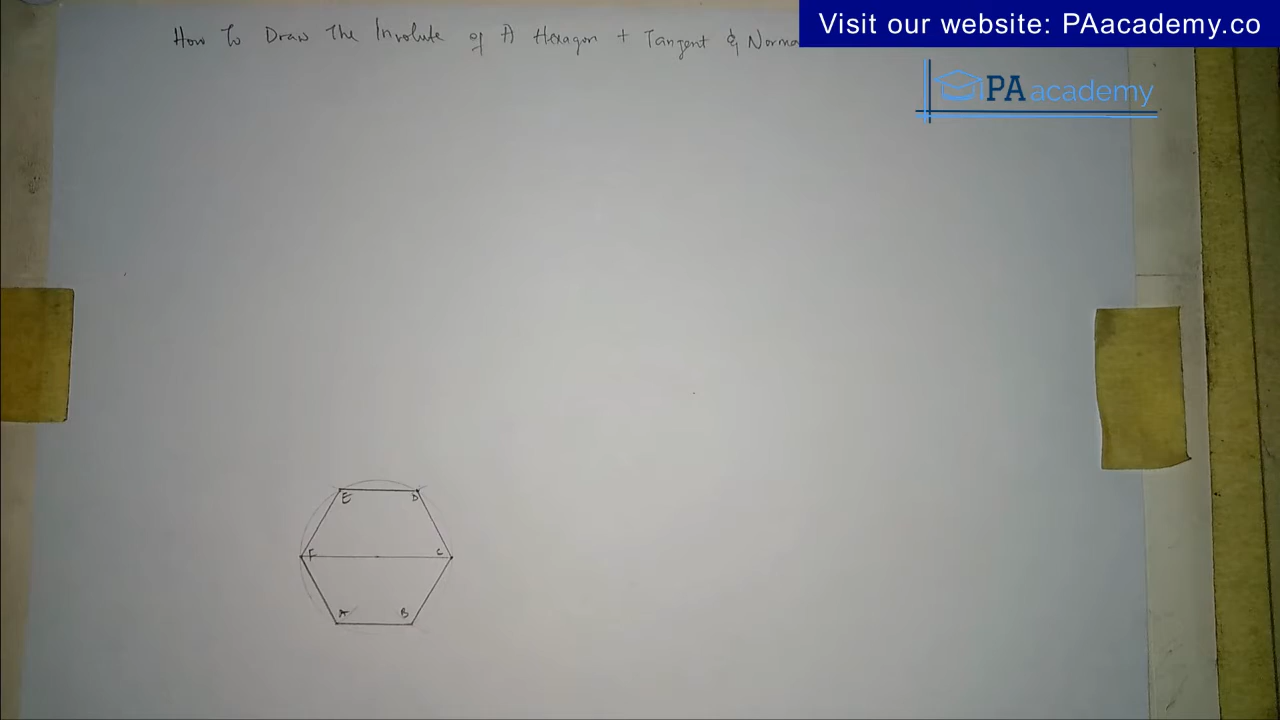 How To Draw The Involute of A Hexagon + Tangent & Norma
Visit our website: PAacademy.co
PA academy
E D
F C
A B